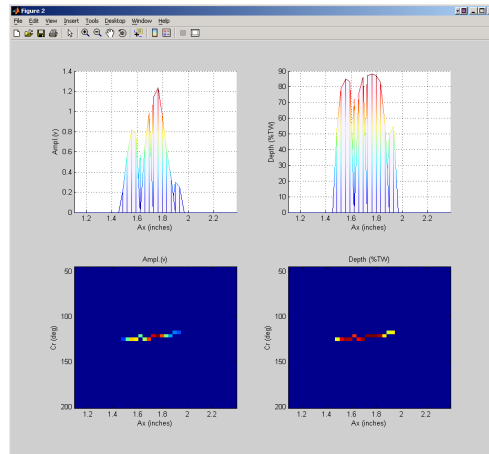 Figure 2
File Edit View Insert Tools Desktop Window Help
1.4
1.2
1
0.8
0.6
0.4
0.2
0
Ampl.(v)
1.2 1.4 1.6 1.8 2 2.2
Ax (inches)
90
80
70
60
50
40
30
20
10
0
Depth (%TW)
1.2 1.4 1.6 1.8 2 2.2
Ax (inches)
Ampl.(v)
50
100
150
200
Cr (deg)
1.2 1.4 1.6 1.8 2 2.2
Ax (inches)
Depth (%TW)
50
100
150
200
Cr (deg)
1.2 1.4 1.6 1.8 2 2.2
Ax (inches)